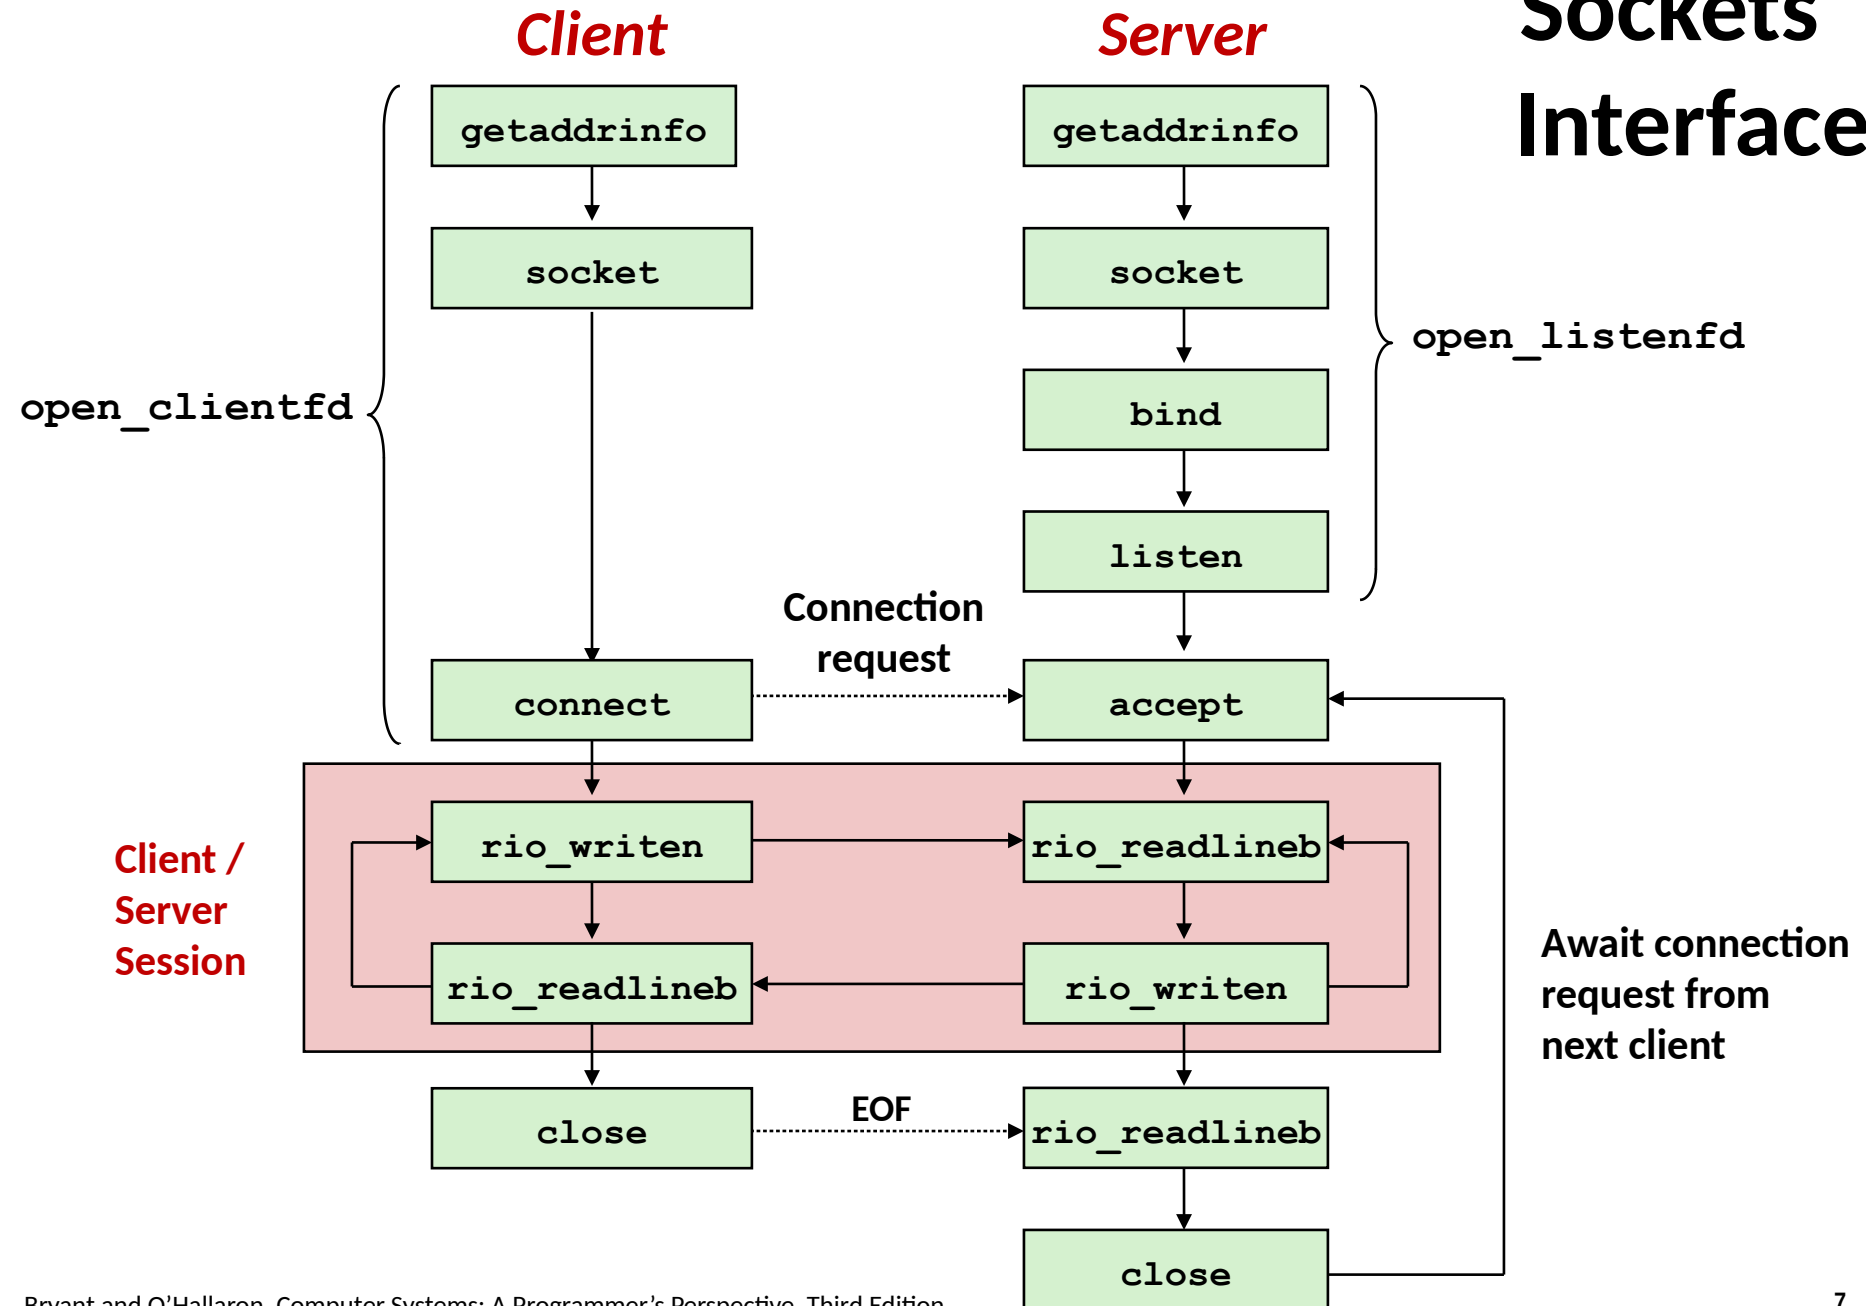 Client
Server
Sockets
Interface
getaddrinfo
getaddrinfo
socket
socket
open_listenfd
open_clientfd
bind
listen
Connection
request
connect
accept
Client /
Server
Session
rio_writen
rio_readlineb
rio_readlineb
rio_writen
Await connection
request from
next client
close
EOF
rio_readlineb
close
Bryant and O’Hallaron, Computer Systems: A Programmer’s Perspective, Third Edition
7